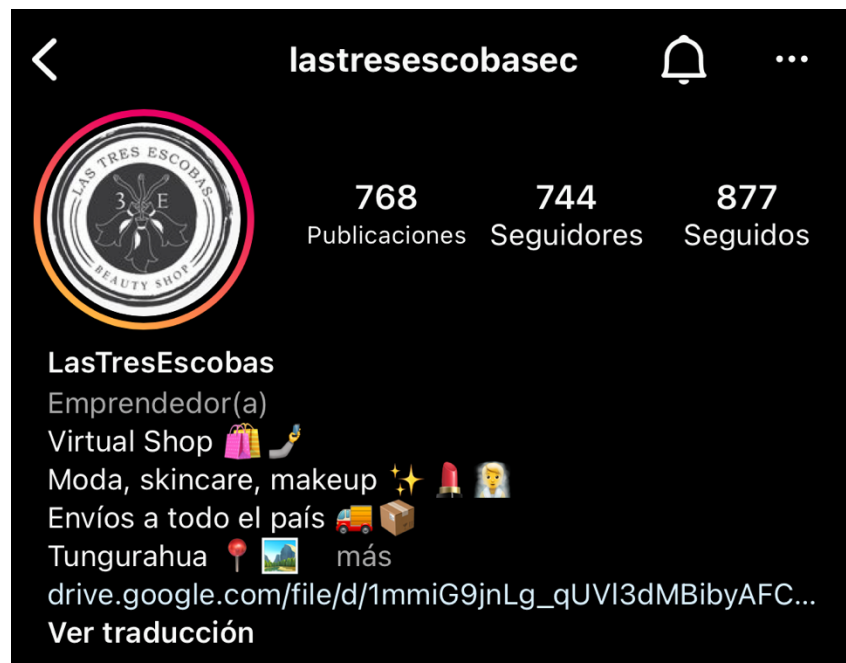 lastresescobasec
LAS TRES ESCOBAS
3 E
BEAUTY SHOP
768 744 877
Publicaciones Seguidores Seguidos
LasTresEscobas
Emprendedor(a)
Virtual Shop 🛍️🤳
Moda, skincare, makeup ✨💄👰
Envíos a todo el país 🚚📦
Tungurahua 📍🏞️ más
drive.google.com/file/d/1mmiG9jnLg_qUVl3dMBibyAFC...
Ver traducción